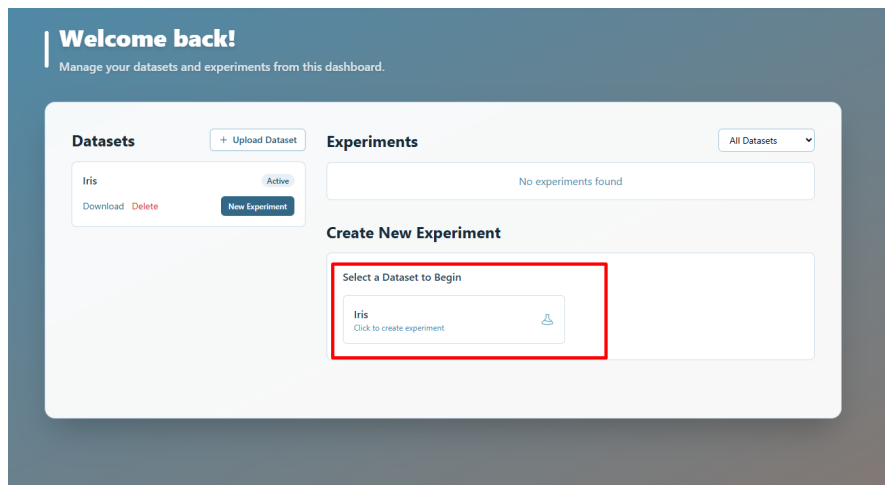 Welcome back!
Manage your datasets and experiments from this dashboard.
Datasets
+ Upload Dataset
Iris
Active
Download Delete
New Experiment
Experiments
All Datasets
No experiments found
Create New Experiment
Select a Dataset to Begin
Iris
Click to create experiment